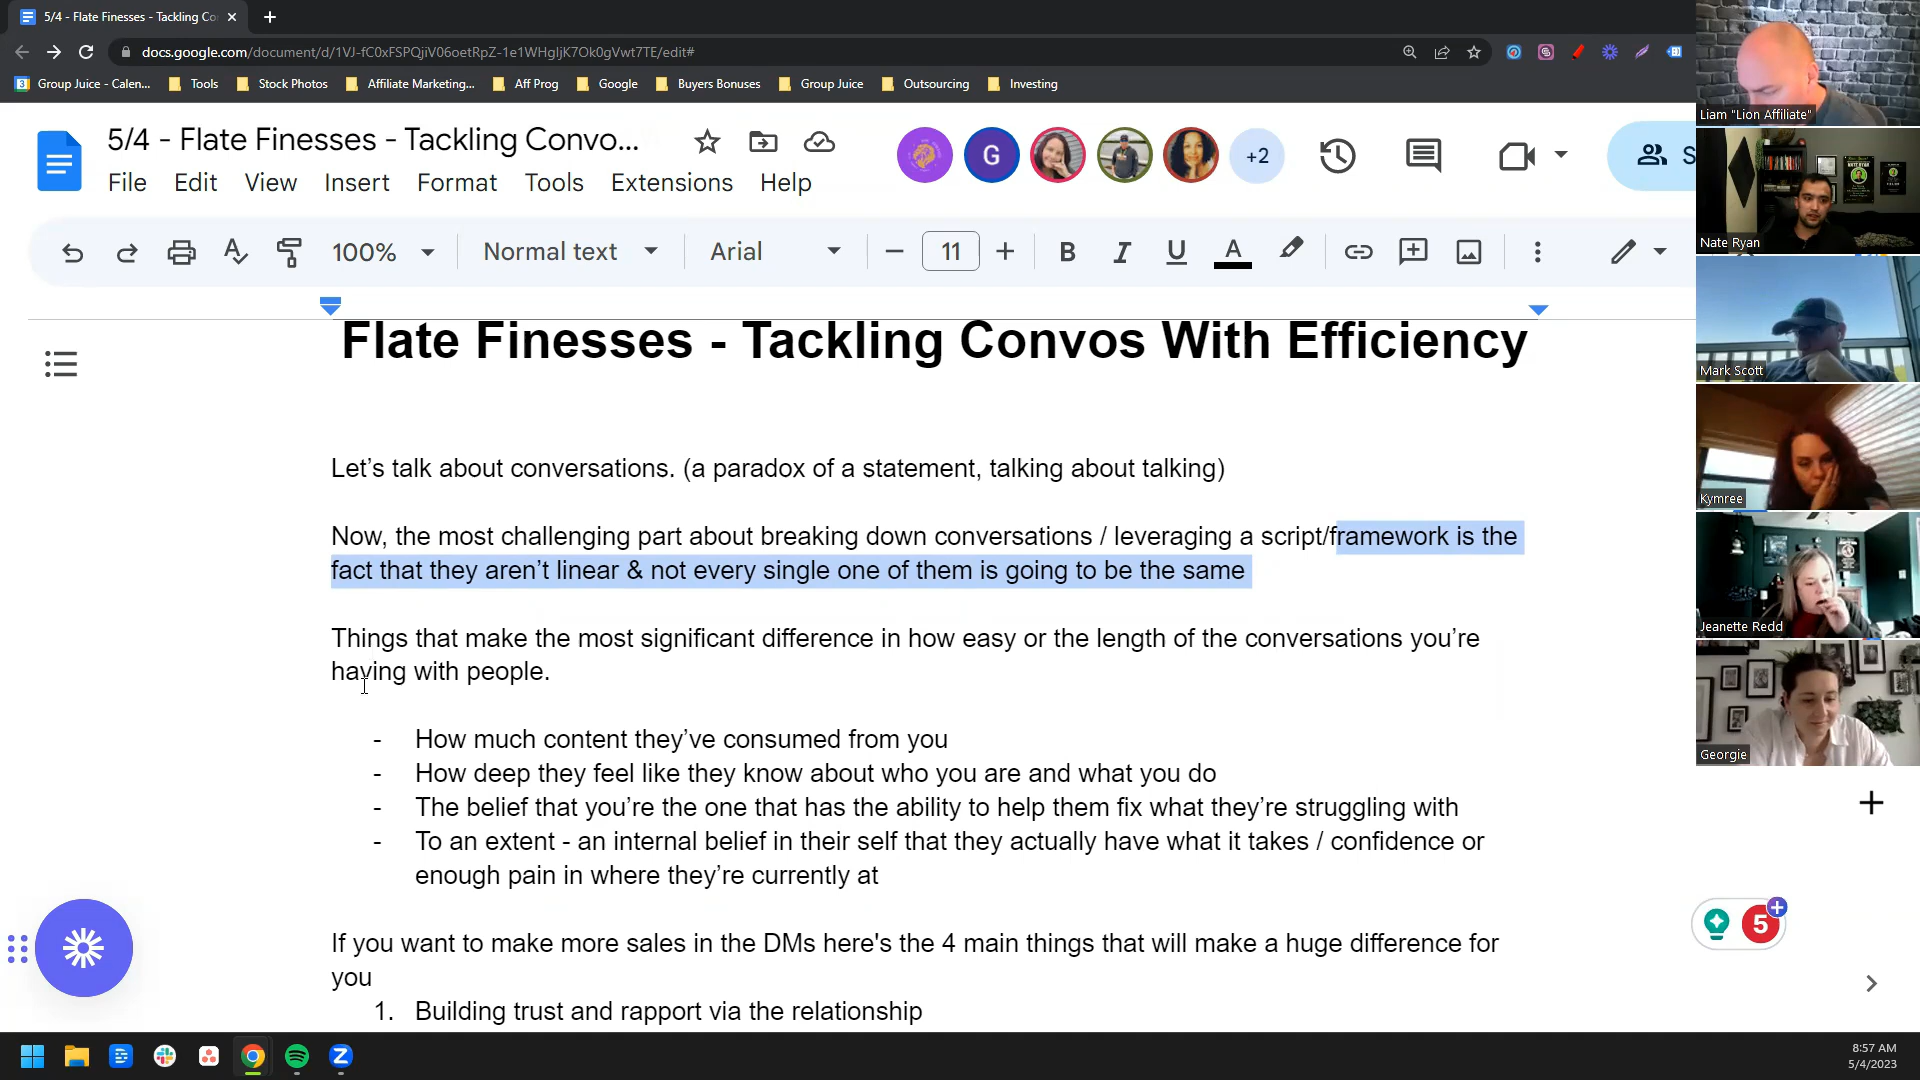 5/4 - Flate Finesses - Tackling Co
docs.google.com/document/d/1VJ-fC0xFSPQjiV06oetRpZ-1e1WHgIjK7Ok0gVwt7TE/edit#
Group Juice - Calen... Tools Stock Photos Affiliate Marketing... Aff Prog Google Buyers Bonuses Group Juice Outsourcing Investing
5/4 - Flate Finesses - Tackling Convo...
G
+2
S
File Edit View Insert Format Tools Extensions Help
100% Normal text Arial 11 B I U A
Flate Finesses - Tackling Convos With Efficiency
Let’s talk about conversations. (a paradox of a statement, talking about talking)
Now, the most challenging part about breaking down conversations / leveraging a script/framework is the
fact that they aren’t linear & not every single one of them is going to be the same
Things that make the most significant difference in how easy or the length of the conversations you’re
having with people.
- How much content they’ve consumed from you
- How deep they feel like they know about who you are and what you do
- The belief that you’re the one that has the ability to help them fix what they’re struggling with
- To an extent - an internal belief in their self that they actually have what it takes / confidence or
enough pain in where they’re currently at
If you want to make more sales in the DMs here's the 4 main things that will make a huge difference for
you
1. Building trust and rapport via the relationship
Liam "Lion Affiliate"
Nate Ryan
Mark Scott
Kymree
Jeanette Redd
Georgie
5
8:57 AM
5/4/2023